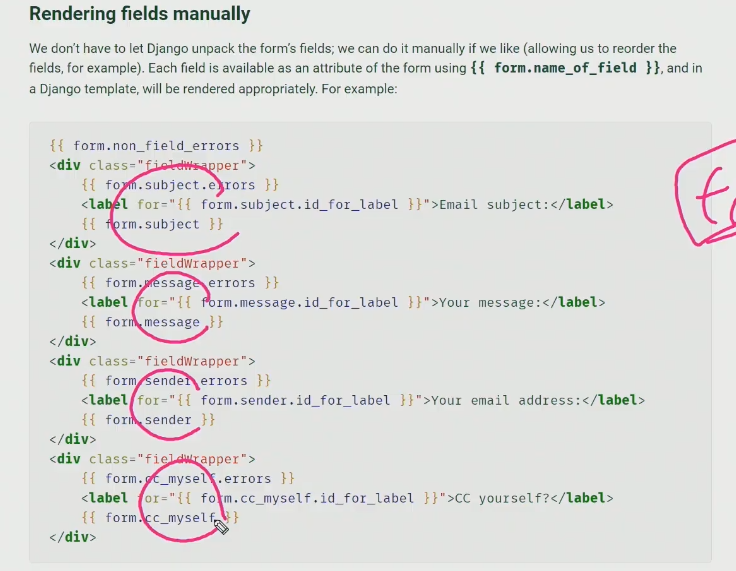 Rendering fields manually
We don't have to let Django unpack the form's fields; we can do it manually if we like (allowing us to reorder the
fields, for example). Each field is available as an attribute of the form using {{ form.name_of_field }}, and in
a Django template, will be rendered appropriately. For example:
{{ form.non_field_errors }}
<div class="fieldWrapper">
{{ form.subject.errors }}
<label for="{{ form.subject.id_for_label }}">Email subject:</label>
{{ form.subject }}
</div>
<div class="fieldWrapper">
{{ form.message.errors }}
<label for="{{ form.message.id_for_label }}">Your message:</label>
{{ form.message }}
</div>
<div class="fieldWrapper">
{{ form.sender.errors }}
<label for="{{ form.sender.id_for_label }}">Your email address:</label>
{{ form.sender }}
</div>
<div class="fieldWrapper">
{{ form.cc_myself.errors }}
<label for="{{ form.cc_myself.id_for_label }}">CC yourself?</label>
{{ form.cc_myself }}
</div>